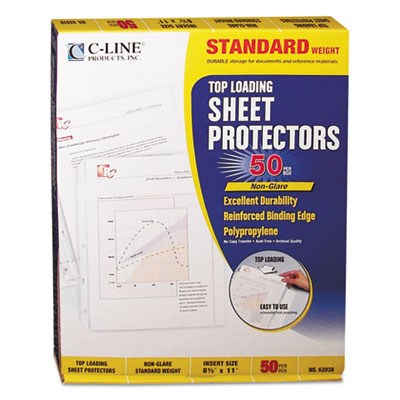 C-LINE
PRODUCTS, INC.
STANDARD WEIGHT
DURABLE storage for documents and reference materials.
TOP LOADING
SHEET
PROTECTORS
50 PER BOX
Non-Glare
Excellent Durability
Reinforced Binding Edge
Polypropylene
No Copy Transfer • Acid-Free • Archival Quality
TOP LOADING
EASY TO USE
TOP LOADING
SHEET PROTECTORS
NON-GLARE
STANDARD WEIGHT
INSERT SIZE
8½" x 11"
50 PER BOX
NO. 62038